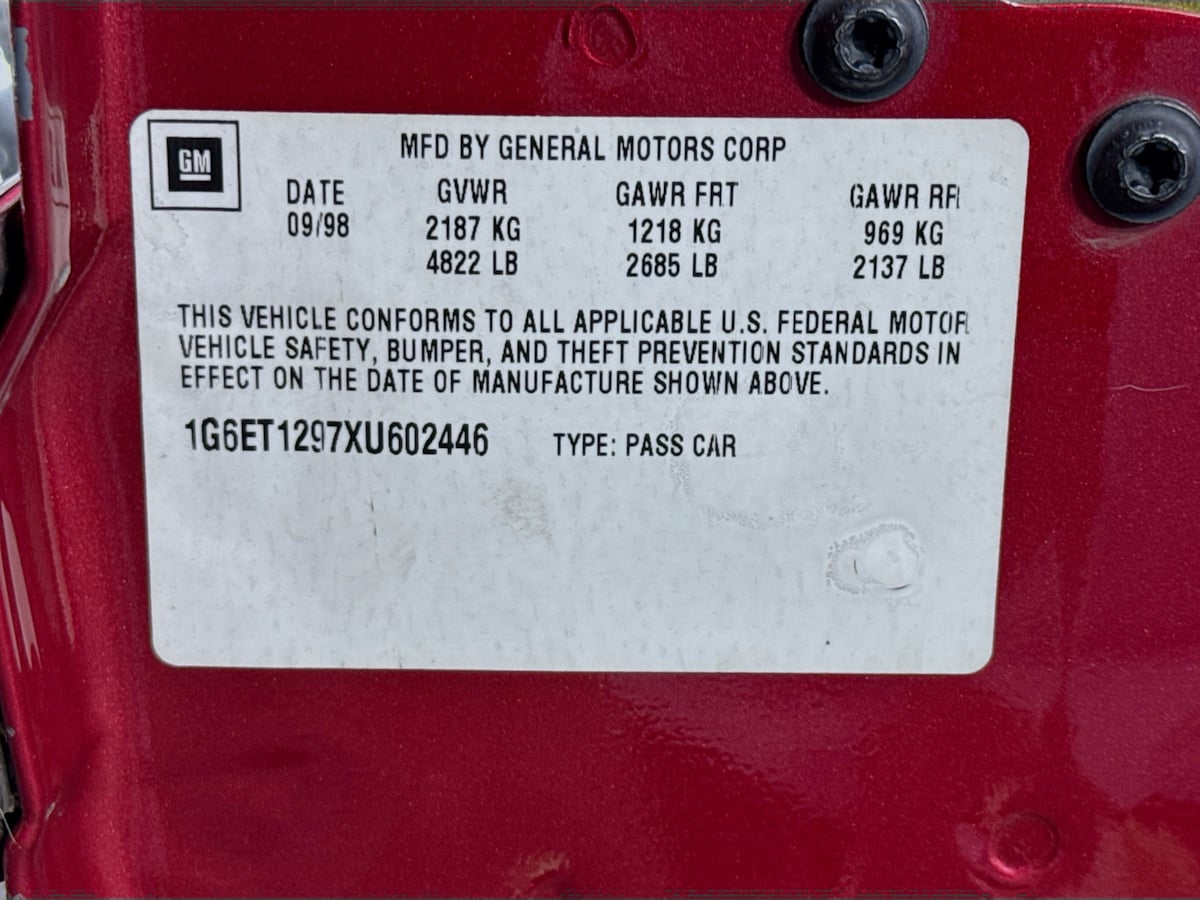 GM
MFD BY GENERAL MOTORS CORP
DATE GVWR GAWR FRT GAWR RR
09/98 2187 KG 1218 KG 969 KG
4822 LB 2685 LB 2137 LB
THIS VEHICLE CONFORMS TO ALL APPLICABLE U.S. FEDERAL MOTOR
VEHICLE SAFETY, BUMPER, AND THEFT PREVENTION STANDARDS IN
EFFECT ON THE DATE OF MANUFACTURE SHOWN ABOVE.
1G6ET1297XU602446 TYPE: PASS CAR